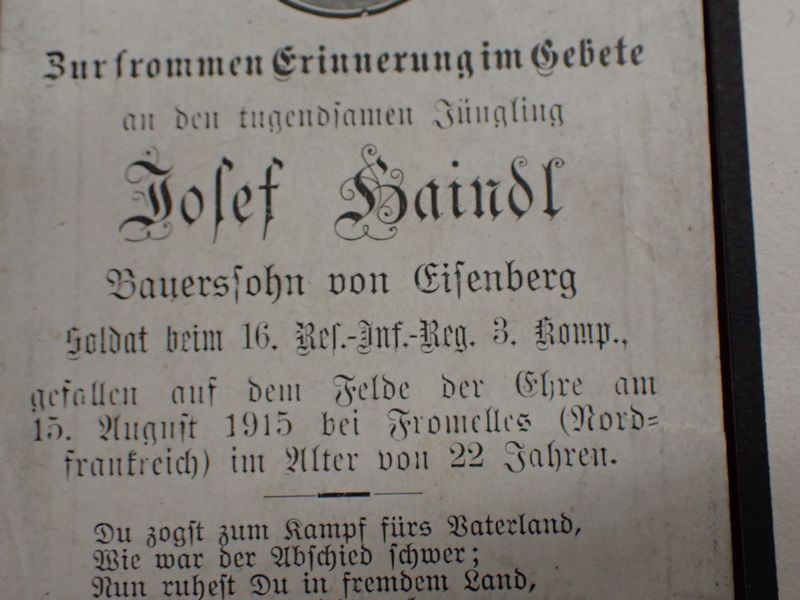 Zur frommen Erinnerung im Gebete
an den tugendsamen Jüngling
Josef Haindl
Bauerssohn von Eisenberg
Soldat beim 16. Res.-Inf.-Reg. 3. Komp.,
gefallen auf dem Felde der Ehre am
15. August 1915 bei Fromelles (Nord-
frankreich) im Alter von 22 Jahren.
Du zogst zum Kampf fürs Vaterland,
Wie war der Abschied schwer;
Nun ruhest Du in fremdem Land,